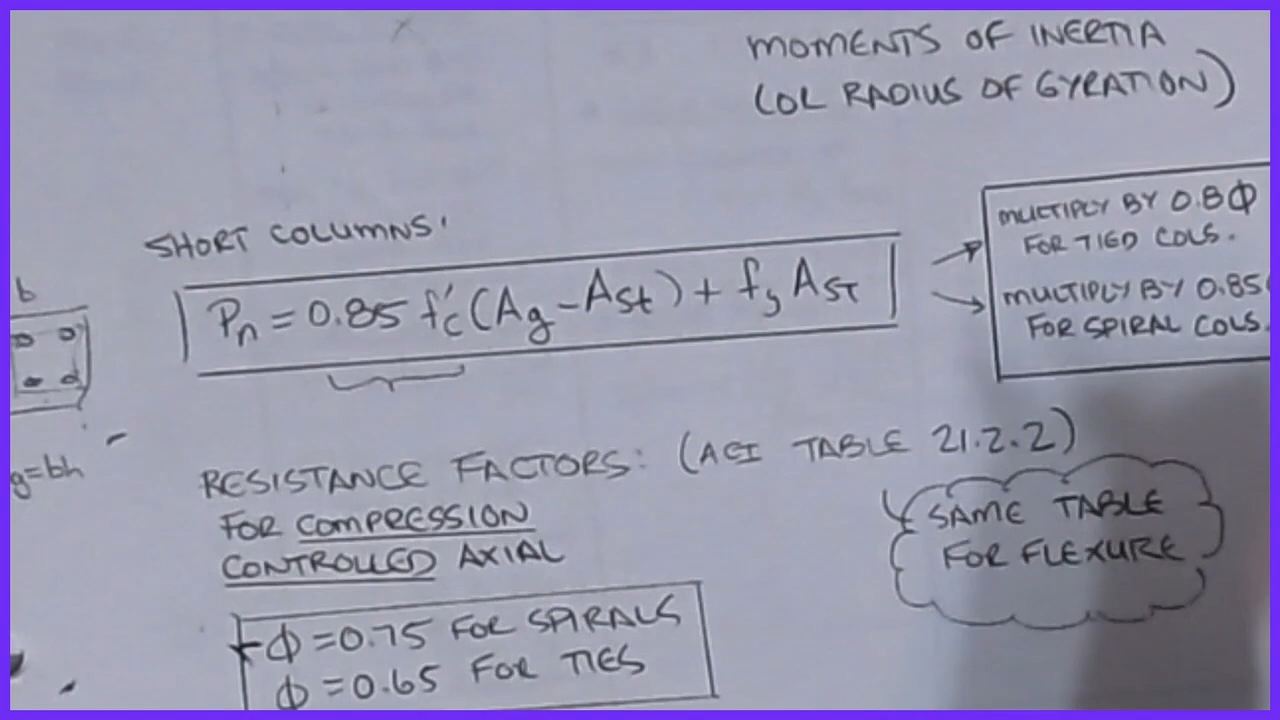 MOMENTS OF INERTIA
(OR RADIUS OF GYRATION)
SHORT COLUMNS:
Pn = 0.85 f'c (Ag - Ast) + fy AST
MULTIPLY BY 0.8Φ
FOR TIED COLS.
MULTIPLY BY 0.85
FOR SPIRAL COLS.
b
g=bh
RESISTANCE FACTORS: (ACI TABLE 21.2.2)
FOR COMPRESSION
CONTROLLED AXIAL
SAME TABLE
FOR FLEXURE
Φ = 0.75 FOR SPIRALS
Φ = 0.65 FOR TIES